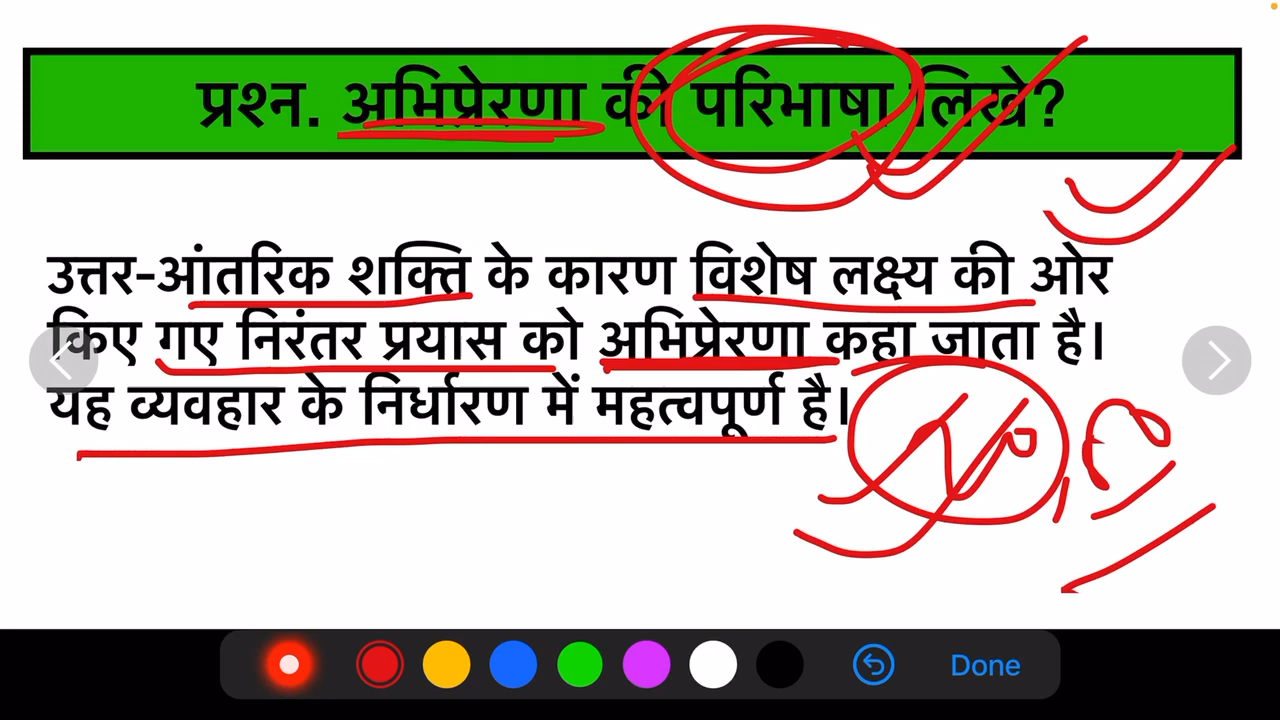 प्रश्न. अभिप्रेरणा की परिभाषा लिखे?
उत्तर-आंतरिक शक्ति के कारण विशेष लक्ष्य की ओर
किए गए निरंतर प्रयास को अभिप्रेरणा कहा जाता है।
यह व्यवहार के निर्धारण में महत्वपूर्ण है।
Done